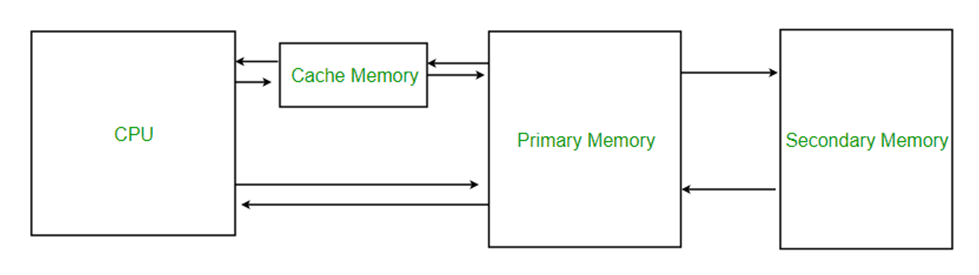 CPU
Cache Memory
Primary Memory
Secondary Memory